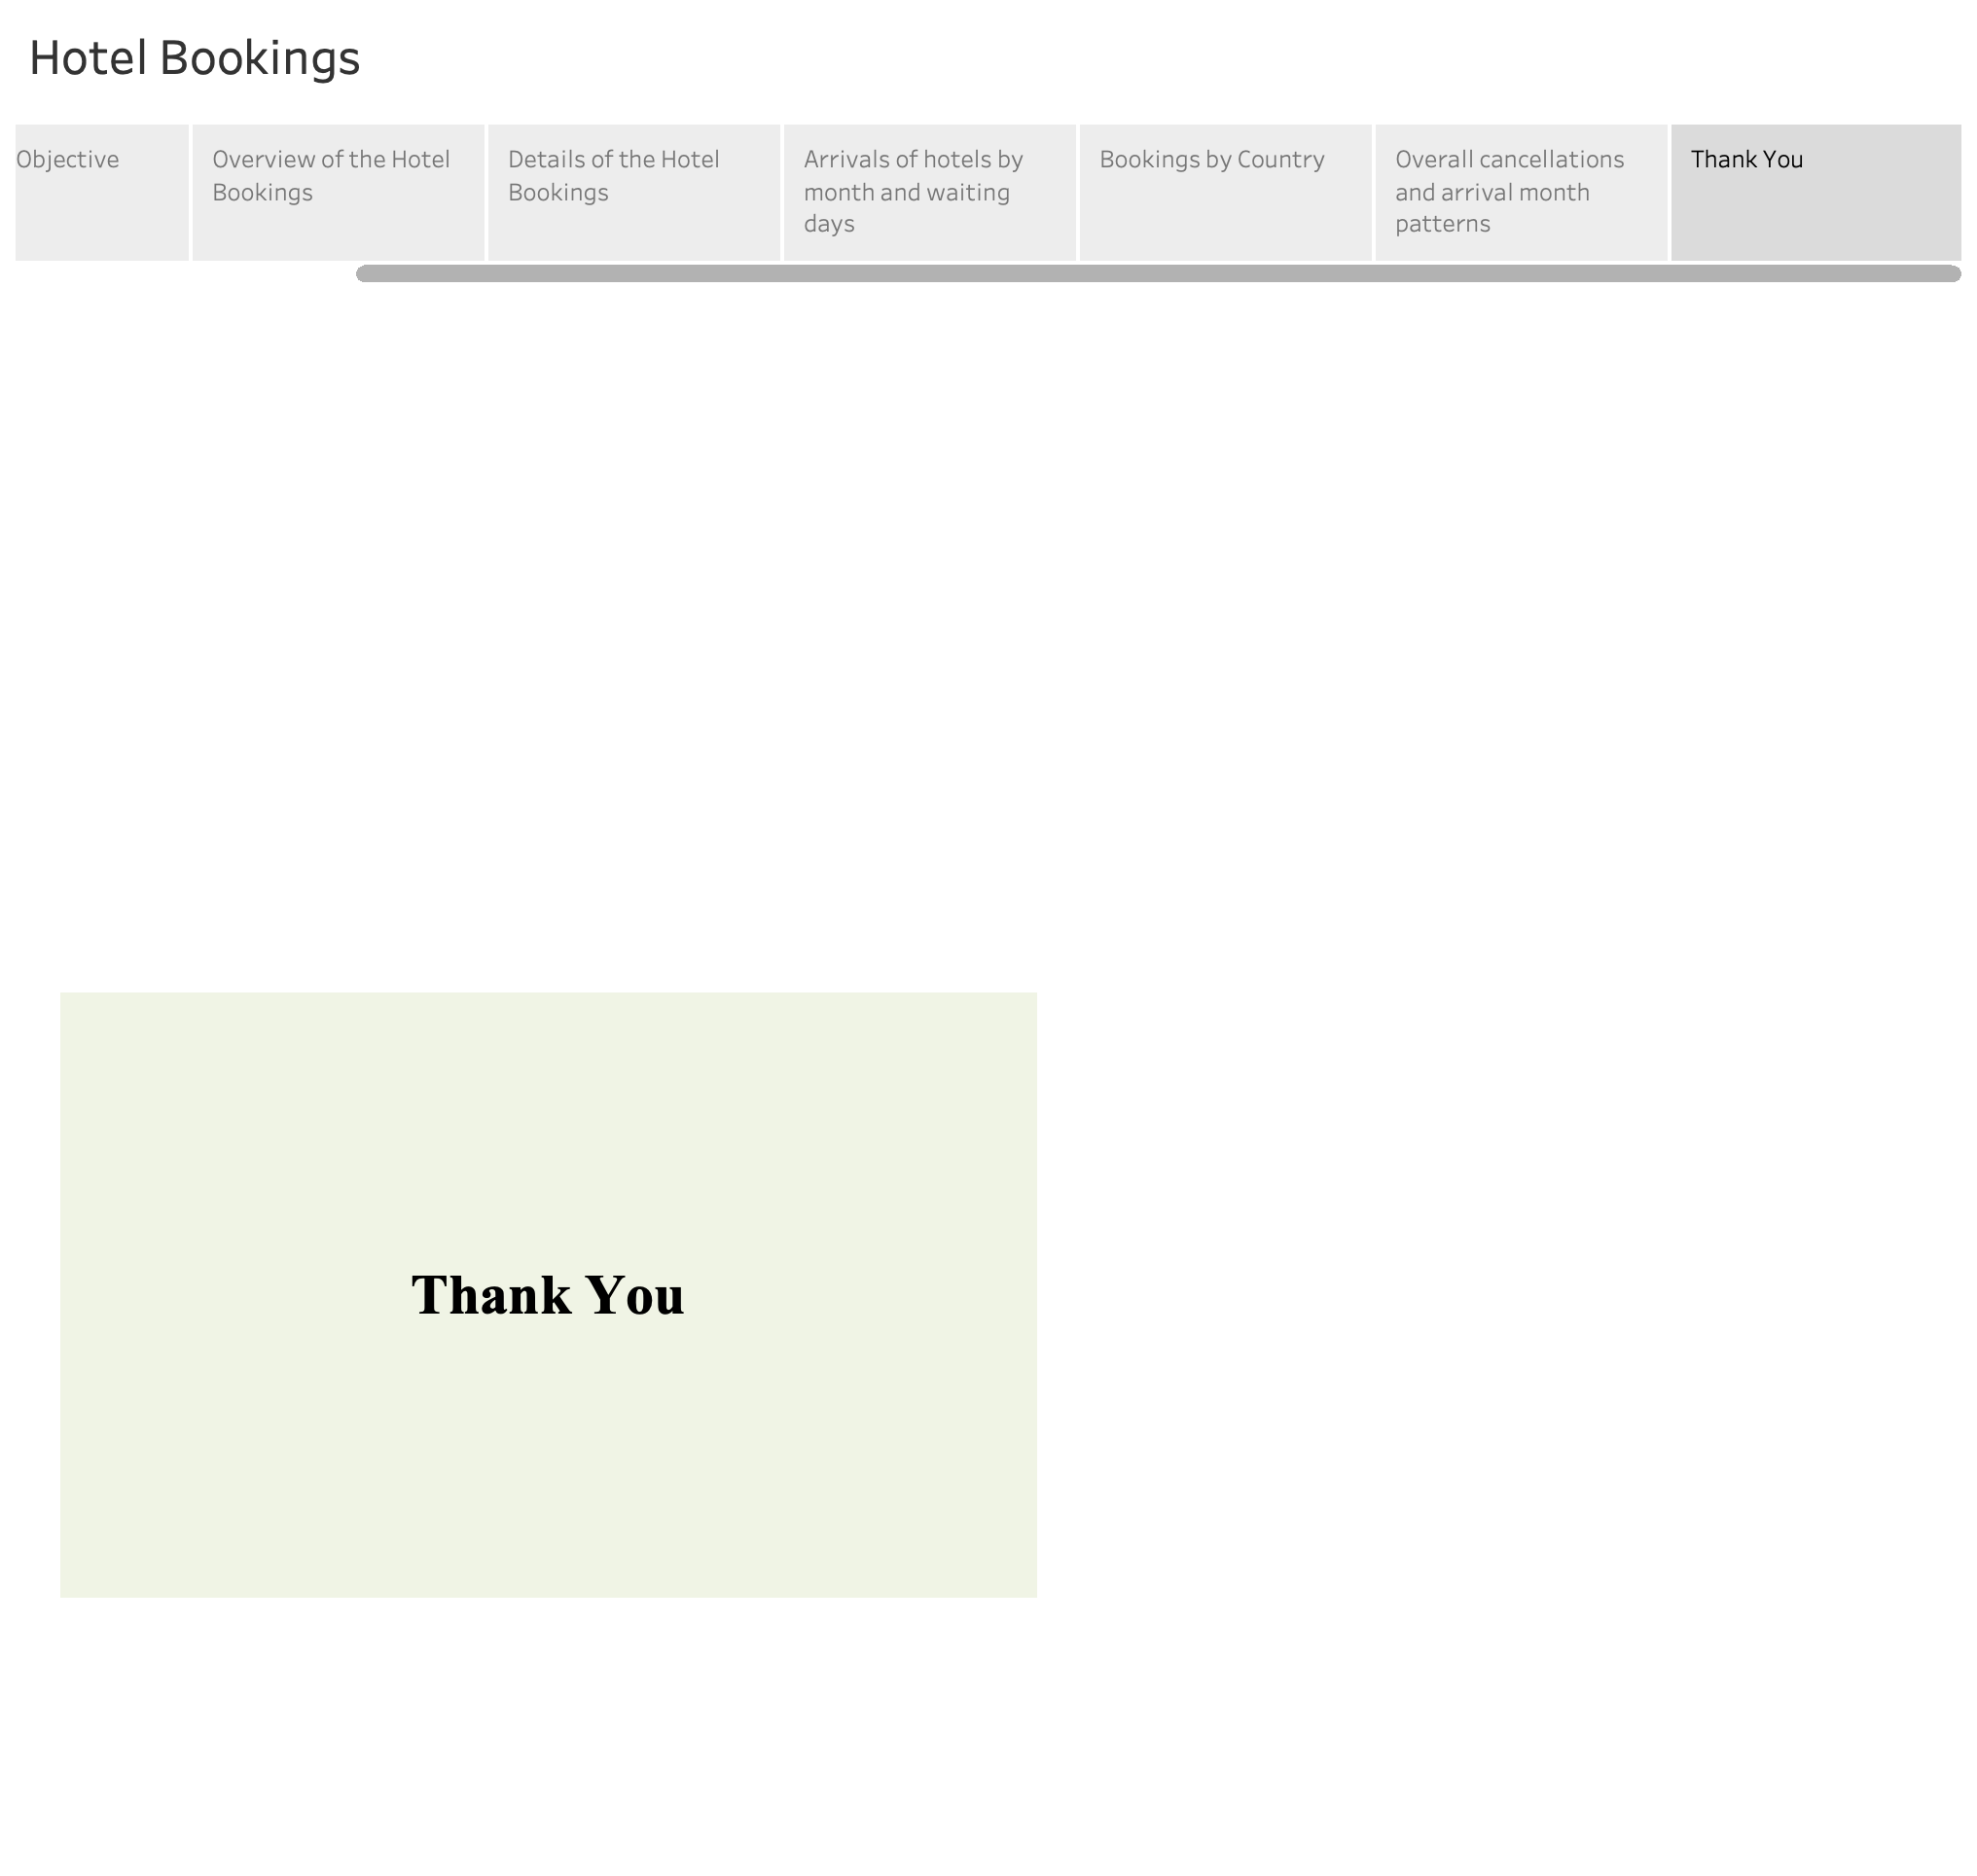 Hotel Bookings
Objective
Overview of the Hotel
Bookings
Details of the Hotel
Bookings
Arrivals of hotels by
month and waiting
days
Bookings by Country
Overall cancellations
and arrival month
patterns
Thank You
Thank You